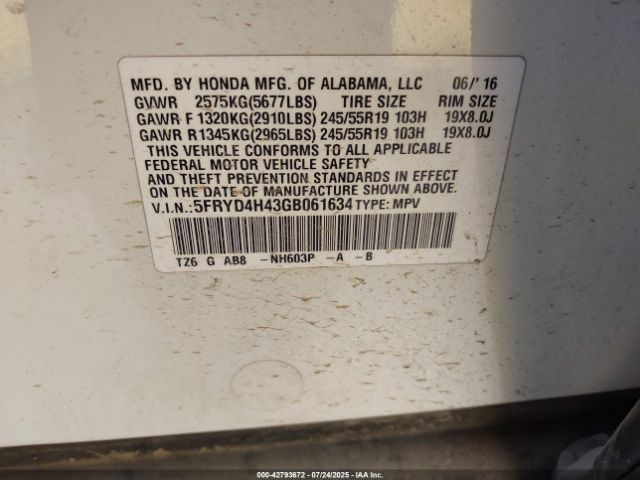 MFD. BY HONDA MFG. OF ALABAMA, LLC 06/'16
GVWR 2575KG(5677LBS) TIRE SIZE RIM SIZE
GAWR F 1320KG(2910LBS) 245/55R19 103H 19X8.0J
GAWR R1345KG(2965LBS) 245/55R19 103H 19X8.0J
THIS VEHICLE CONFORMS TO ALL APPLICABLE
FEDERAL MOTOR VEHICLE SAFETY
AND THEFT PREVENTION STANDARDS IN EFFECT
ON THE DATE OF MANUFACTURE SHOWN ABOVE.
V.I.N.: 5FRYD4H43GB061634 TYPE: MPV
TZ6 G AB8 -NH603P -A -B
000-42793672 07/24/2025 IAA Inc.